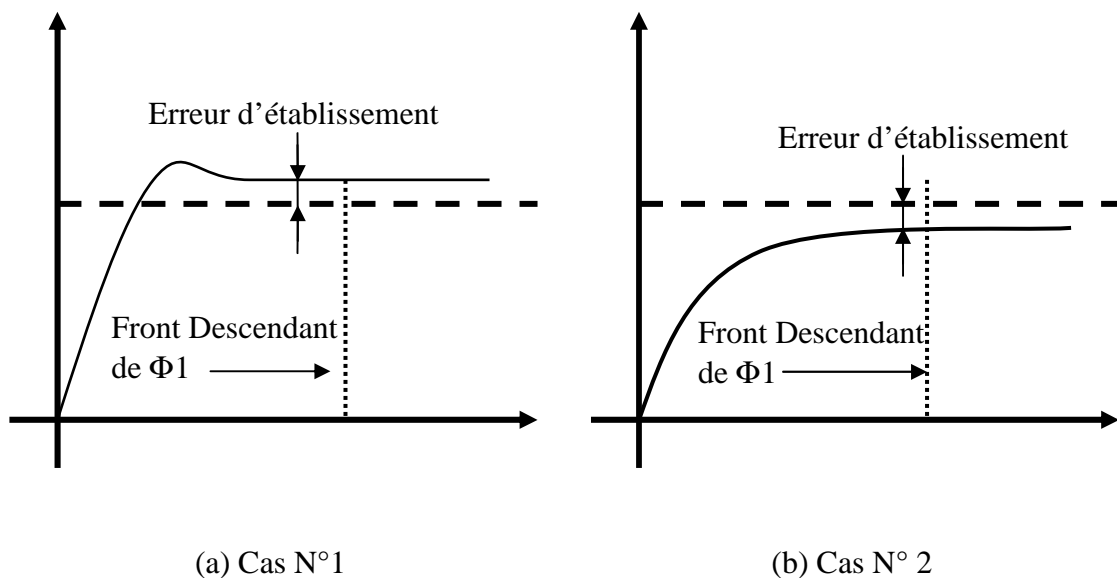 Erreur d’établissement
Front Descendant
de Φ1
(a) Cas N°1
Erreur d’établissement
Front Descendant
de Φ1
(b) Cas N° 2